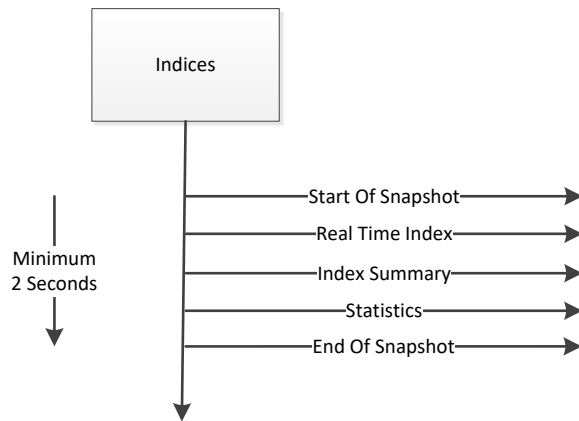 Indices
Start Of Snapshot
Real Time Index
Minimum
2 Seconds
Index Summary
Statistics
End Of Snapshot